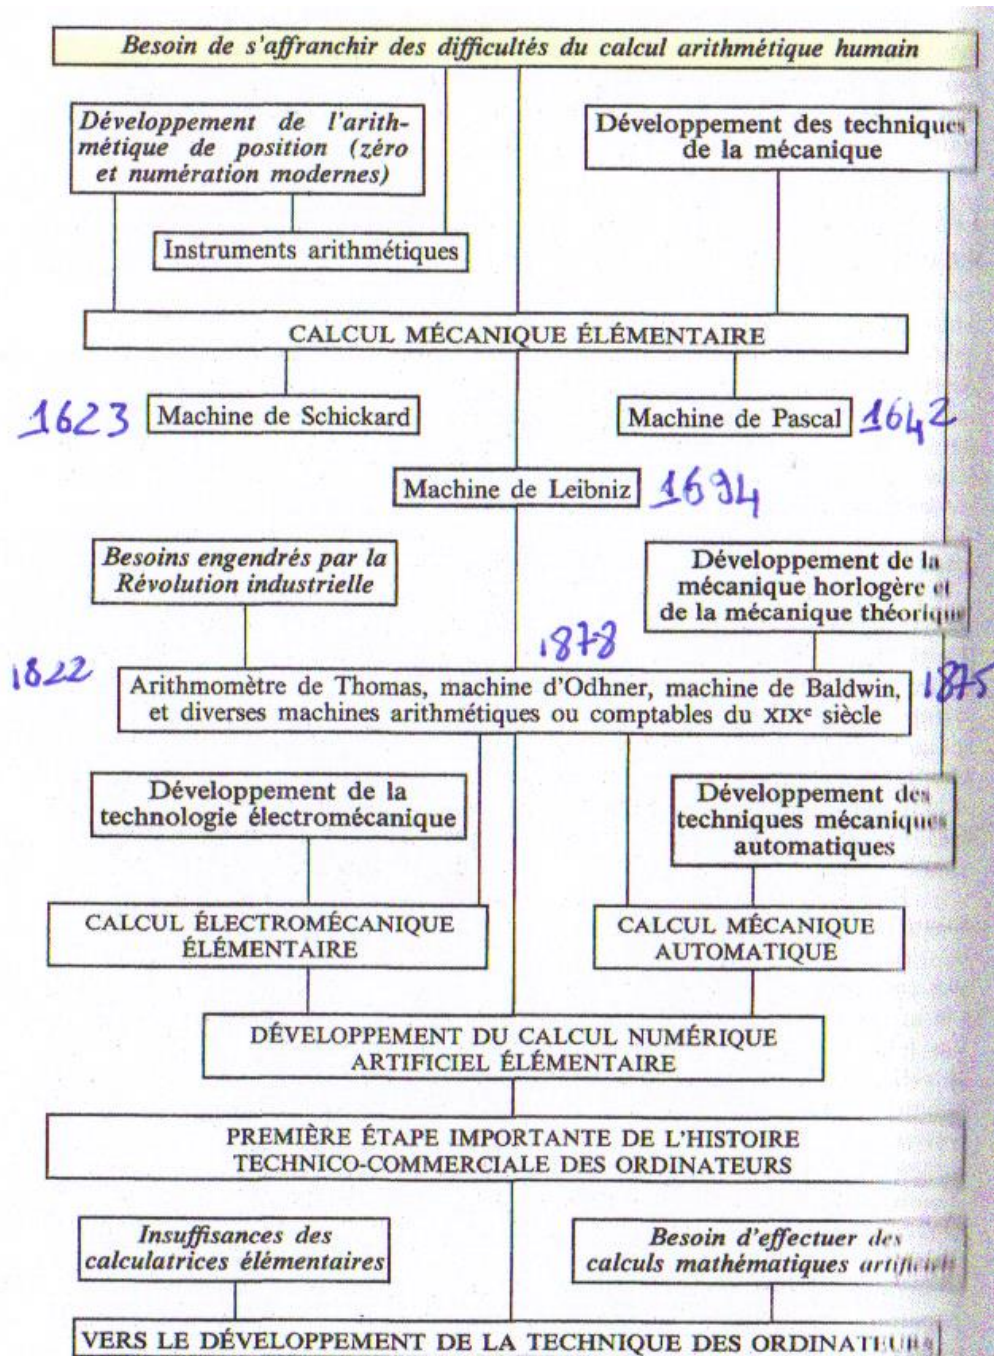 Besoin de s'affranchir des difficultés du calcul arithmétique humain
Développement de l'arith-
métique de position (zéro
et numération modernes)
Développement des techniques
de la mécanique
Instruments arithmétiques
CALCUL MÉCANIQUE ÉLÉMENTAIRE
1623
Machine de Schickard
Machine de Pascal
1642
Machine de Leibniz
1694
Besoins engendrés par la
Révolution industrielle
Développement de la
mécanique horlogère et
de la mécanique théorique
1822
1878
1875
Arithmomètre de Thomas, machine d'Odhner, machine de Baldwin,
et diverses machines arithmétiques ou comptables du XIXe siècle
Développement de la
technologie électromécanique
Développement des
techniques mécaniques
automatiques
CALCUL ÉLECTROMÉCANIQUE
ÉLÉMENTAIRE
CALCUL MÉCANIQUE
AUTOMATIQUE
DÉVELOPPEMENT DU CALCUL NUMÉRIQUE
ARTIFICIEL ÉLÉMENTAIRE
PREMIÈRE ÉTAPE IMPORTANTE DE L'HISTOIRE
TECHNICO-COMMERCIALE DES ORDINATEURS
Insuffisances des
calculatrices élémentaires
Besoin d'effectuer des
calculs mathématiques artificiels
VERS LE DÉVELOPPEMENT DE LA TECHNIQUE DES ORDINATEURS